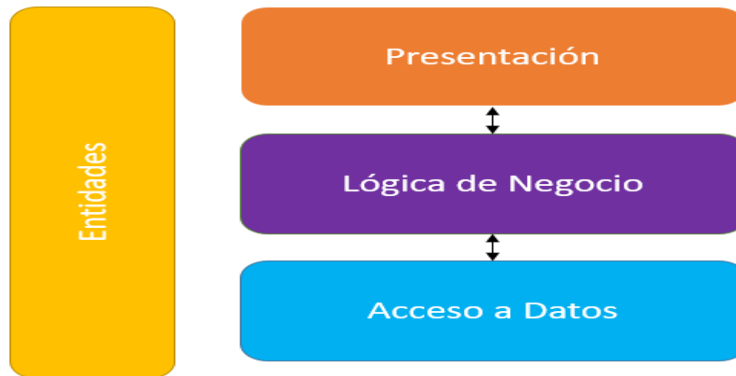 Entidades
Presentación
Lógica de Negocio
Acceso a Datos